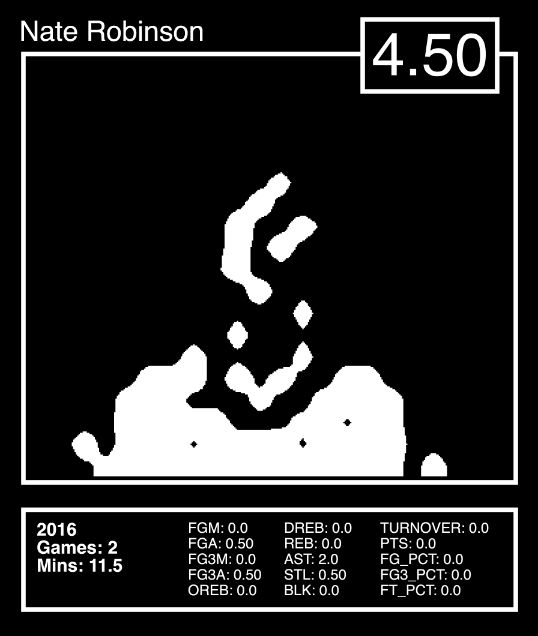 Nate Robinson
4.50
2016
Games: 2
Mins: 11.5
FGM: 0.0
FGA: 0.50
FG3M: 0.0
FG3A: 0.50
OREB: 0.0
DREB: 0.0
REB: 0.0
AST: 2.0
STL: 0.50
BLK: 0.0
TURNOVER: 0.0
PTS: 0.0
FG_PCT: 0.0
FG3_PCT: 0.0
FT_PCT: 0.0